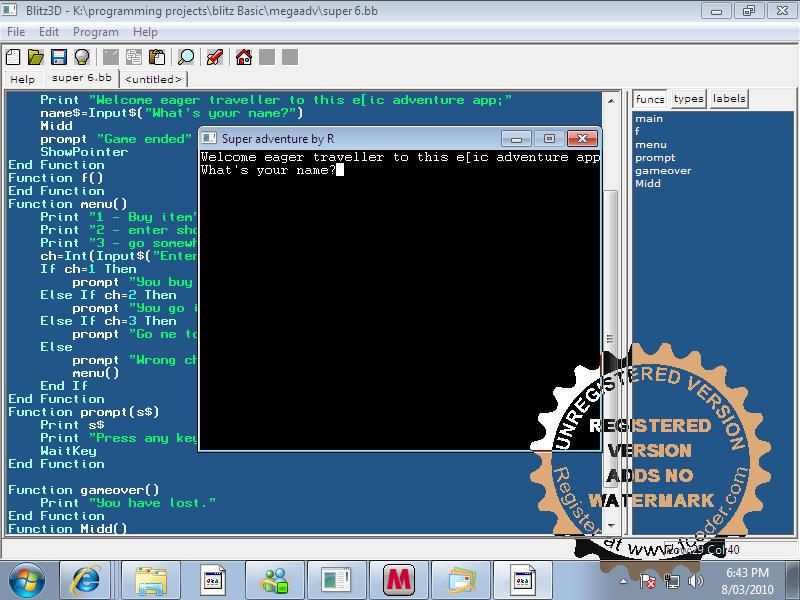 Blitz3D - K:\programming projects\blitz Basic\megaadv\super 6.bb
File Edit Program Help
Help super 6.bb <untitled>
Print "Welcome eager traveller to this e[ic adventure app;"
name$=Input$("What's your name?")
Midd
prompt "Game ended"
ShowPointer
End Function
Function f()
End Function
Function menu()
Print "1 - Buy item"
Print "2 - enter sho
Print "3 - go somewh
ch=Int(Input$("Enter
If ch=1 Then
prompt "You buy
Else If ch=2 Then
prompt "You go i
Else If ch=3 Then
prompt "Go ne to
Else
prompt "Wrong ch
menu()
End If
End Function
Function prompt(s$)
Print s$
Print "Press any key
WaitKey
End Function
Function gameover()
Print "You have lost."
End Function
Function Midd()
Super adventure by R
Welcome eager traveller to this e[ic adventure app
What's your name?
funcs types labels
main
f
menu
prompt
gameover
Midd
UNREGISTERED VERSION
REGISTERED
VERSION
ADDS NO
WATERMARK
Register at www.tcoder.com
Col:40
6:43 PM
8/03/2010